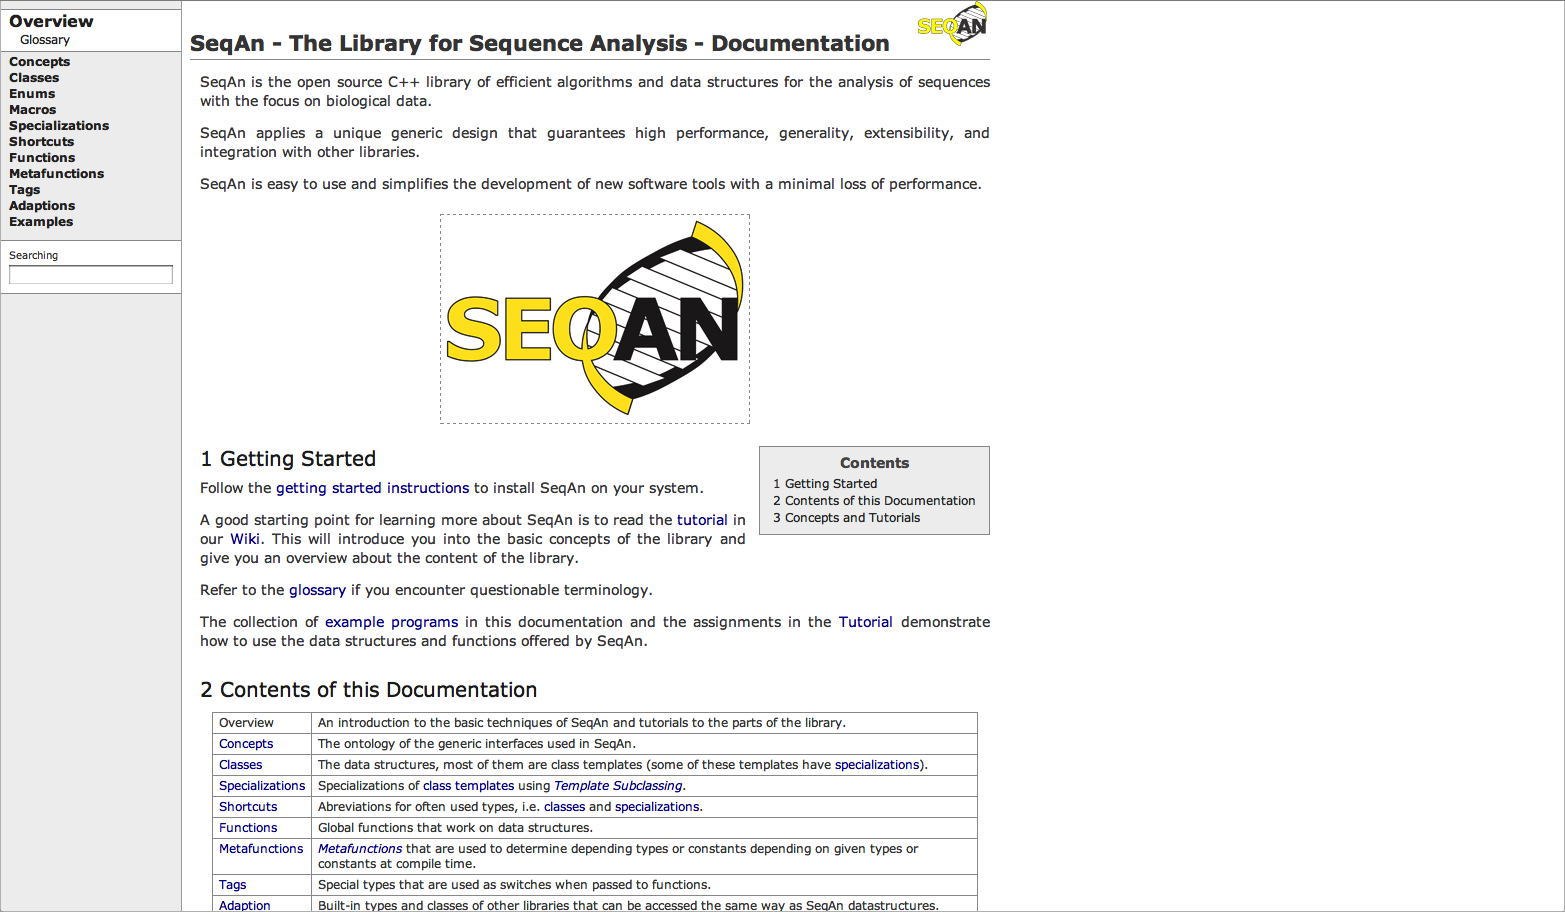 Overview
Glossary
Concepts
Classes
Enums
Macros
Specializations
Shortcuts
Functions
Metafunctions
Tags
Adaptions
Examples
Searching
SEQAN
SeqAn - The Library for Sequence Analysis - Documentation
SeqAn is the open source C++ library of efficient algorithms and data structures for the analysis of sequences
with the focus on biological data.
SeqAn applies a unique generic design that guarantees high performance, generality, extensibility, and
integration with other libraries.
SeqAn is easy to use and simplifies the development of new software tools with a minimal loss of performance.
SEQAN
1 Getting Started
Follow the getting started instructions to install SeqAn on your system.
A good starting point for learning more about SeqAn is to read the tutorial in
our Wiki. This will introduce you into the basic concepts of the library and
give you an overview about the content of the library.
Refer to the glossary if you encounter questionable terminology.
The collection of example programs in this documentation and the assignments in the Tutorial demonstrate
how to use the data structures and functions offered by SeqAn.
Contents
1 Getting Started
2 Contents of this Documentation
3 Concepts and Tutorials
2 Contents of this Documentation
Overview An introduction to the basic techniques of SeqAn and tutorials to the parts of the library.
Concepts The ontology of the generic interfaces used in SeqAn.
Classes The data structures, most of them are class templates (some of these templates have specializations).
Specializations Specializations of class templates using Template Subclassing.
Shortcuts Abreviations for often used types, i.e. classes and specializations.
Functions Global functions that work on data structures.
Metafunctions Metafunctions that are used to determine depending types or constants depending on given types or
constants at compile time.
Tags Special types that are used as switches when passed to functions.
Adaption Built-in types and classes of other libraries that can be accessed the same way as SeqAn datastructures.